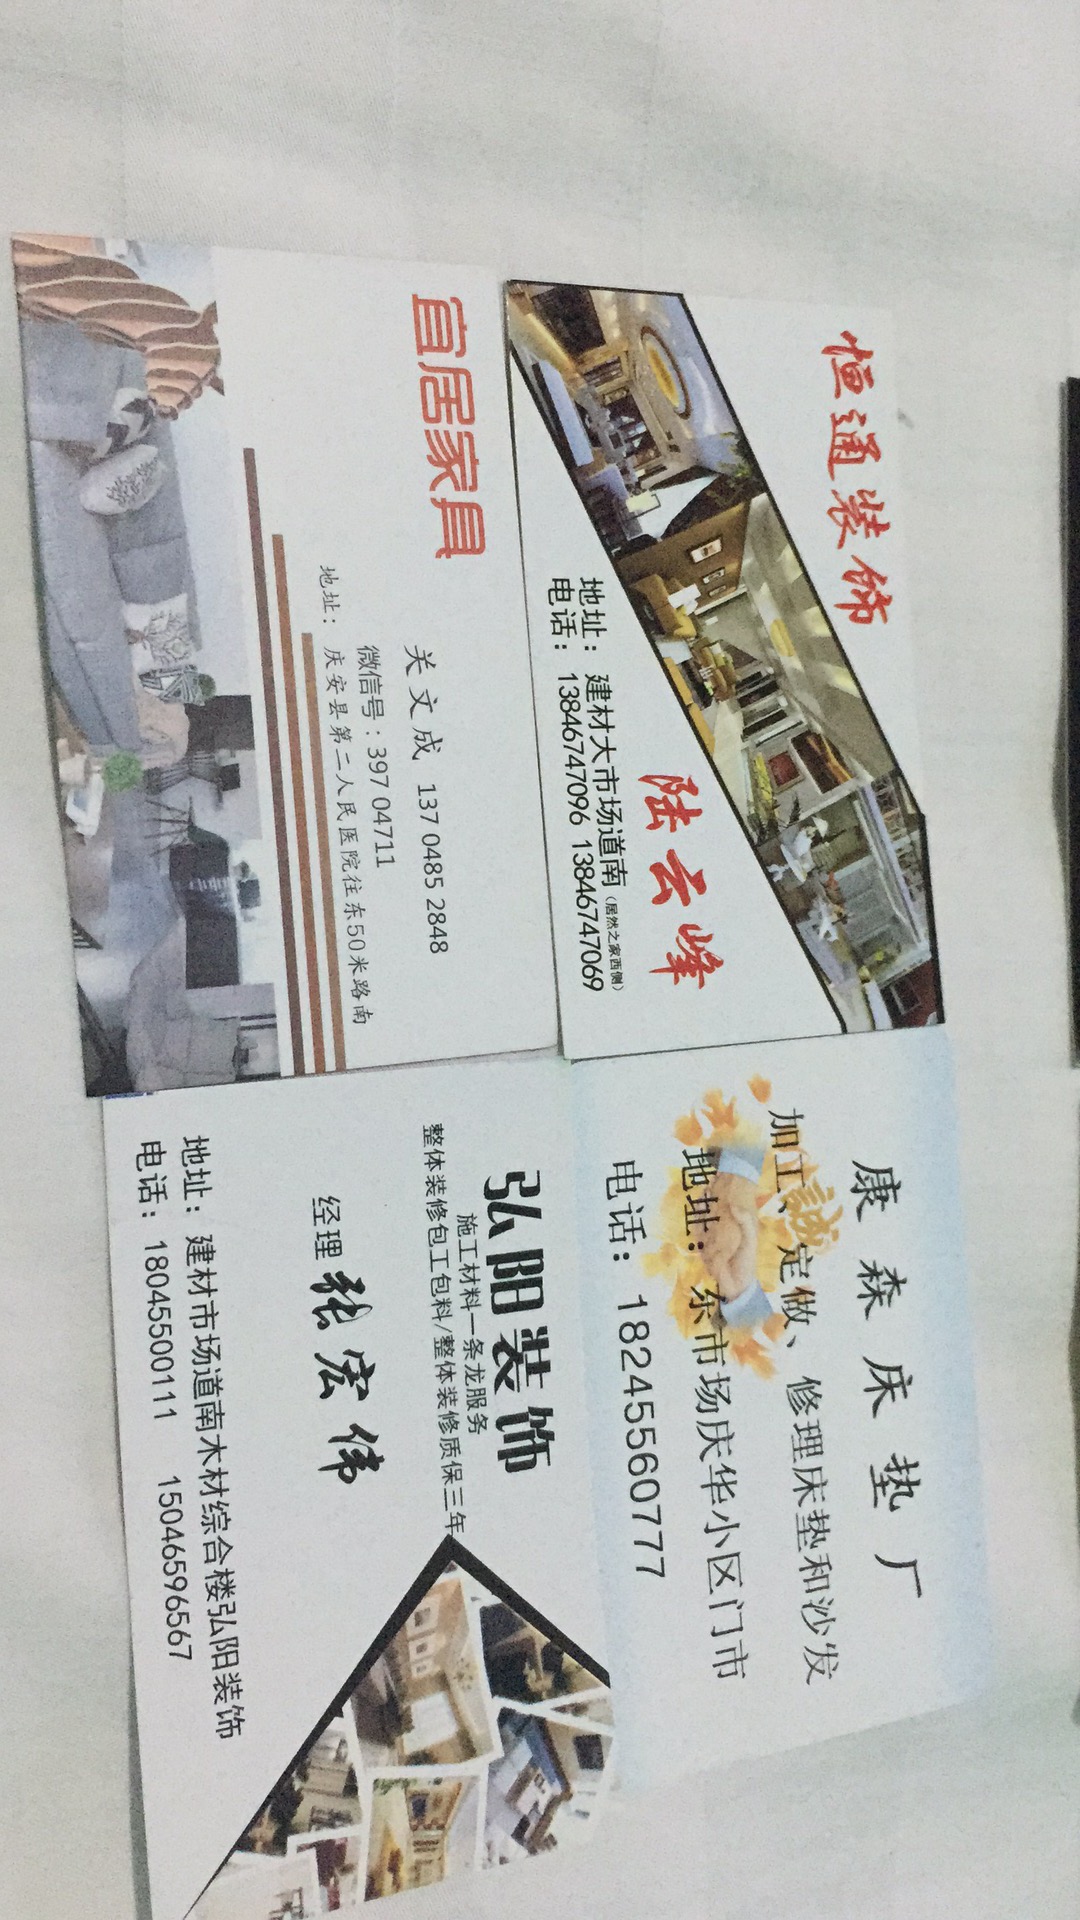 恒通装饰
陆云峰
地址：建材大市场道南（居然之家西侧）
电话：13846747096 13846747069
宜居家具
关文成 137 0485 2848
微信号：397 04711
地址：庆安县第二人民医院往东50米路南
康森床垫厂
加工、定做、修理床垫和沙发
誠
地址：东市场庆华小区门市
电话：18245560777
弘阳装饰
施工材料一条龙服务
整体装修包工包料/整体装修质保三年
经理 张宏伟
地址：建材市场道南木材综合楼弘阳装饰
电话：18045500111 15046596567